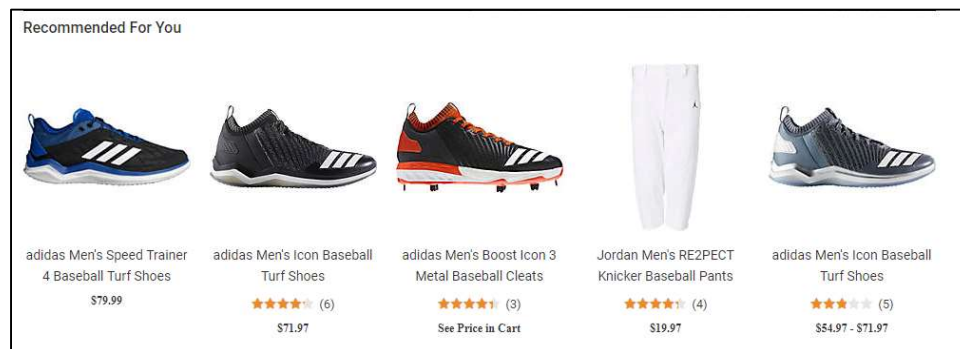 Recommended For You
adidas Men's Speed Trainer
4 Baseball Turf Shoes
$79.99
adidas Men's Icon Baseball
Turf Shoes
(6)
$71.97
adidas Men's Boost Icon 3
Metal Baseball Cleats
(3)
See Price in Cart
Jordan Men's RE2PECT
Knicker Baseball Pants
(4)
$19.97
adidas Men's Icon Baseball
Turf Shoes
(5)
$54.97 - $71.97